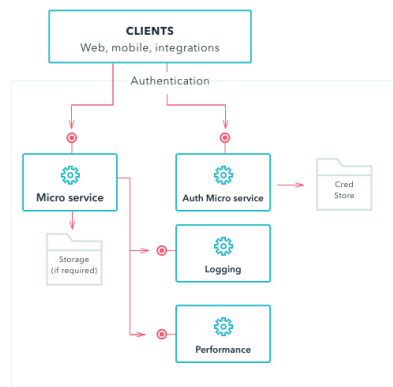 CLIENTS
Web, mobile, integrations
Authentication
Micro service
Auth Micro service
Cred
Store
Storage
(if required)
Logging
Performance